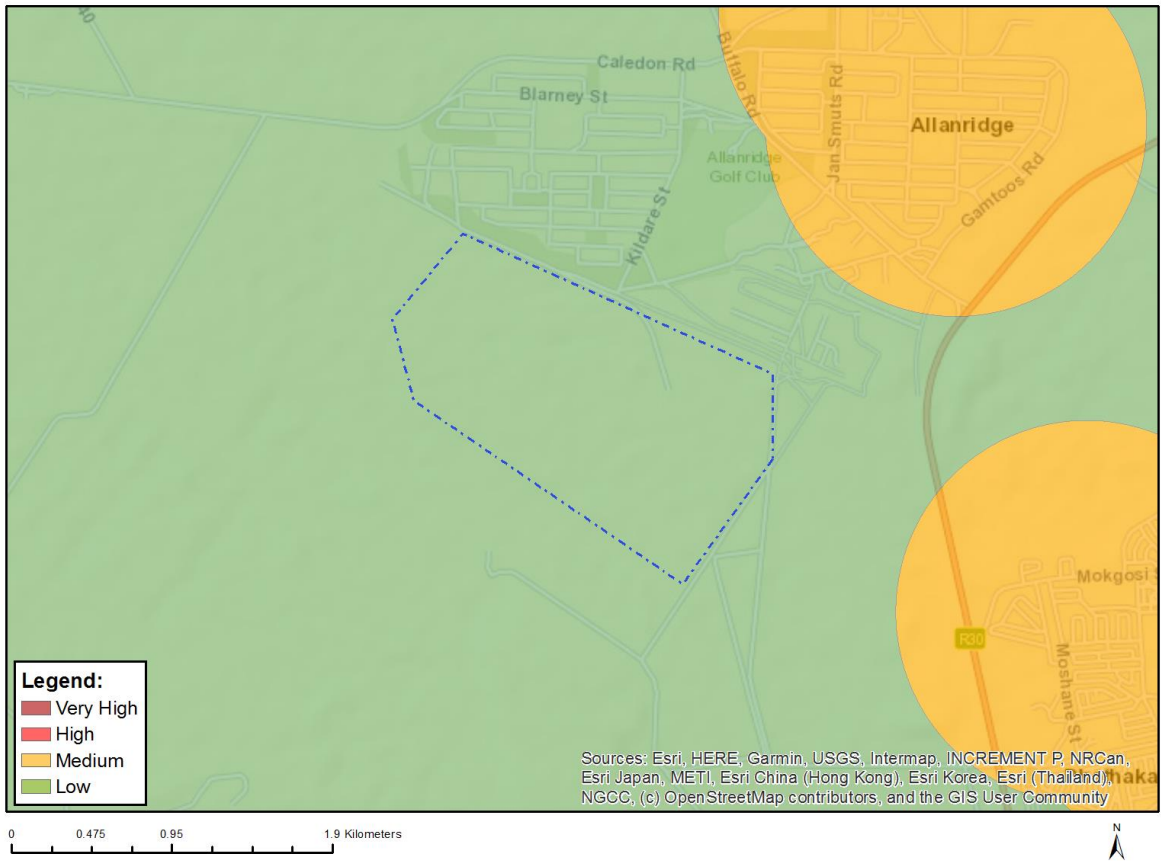 40
Caledon Rd
Blarney St
Buffalo Rd
Jan Smuts Rd
Allanridge
Allanridge
Golf Club
Gamtoos Rd
Kildare St
Mokgosi
R30
Moshane St
Legend:
Very High
High
Medium
Low
Sources: Esri, HERE, Garmin, USGS, Intermap, INCREMENT P, NRCan,
Esri Japan, METI, Esri China (Hong Kong), Esri Korea, Esri (Thailand),
NGCC, (c) OpenStreetMap contributors, and the GIS User Community
0 0.475 0.95 1.9 Kilometers
N